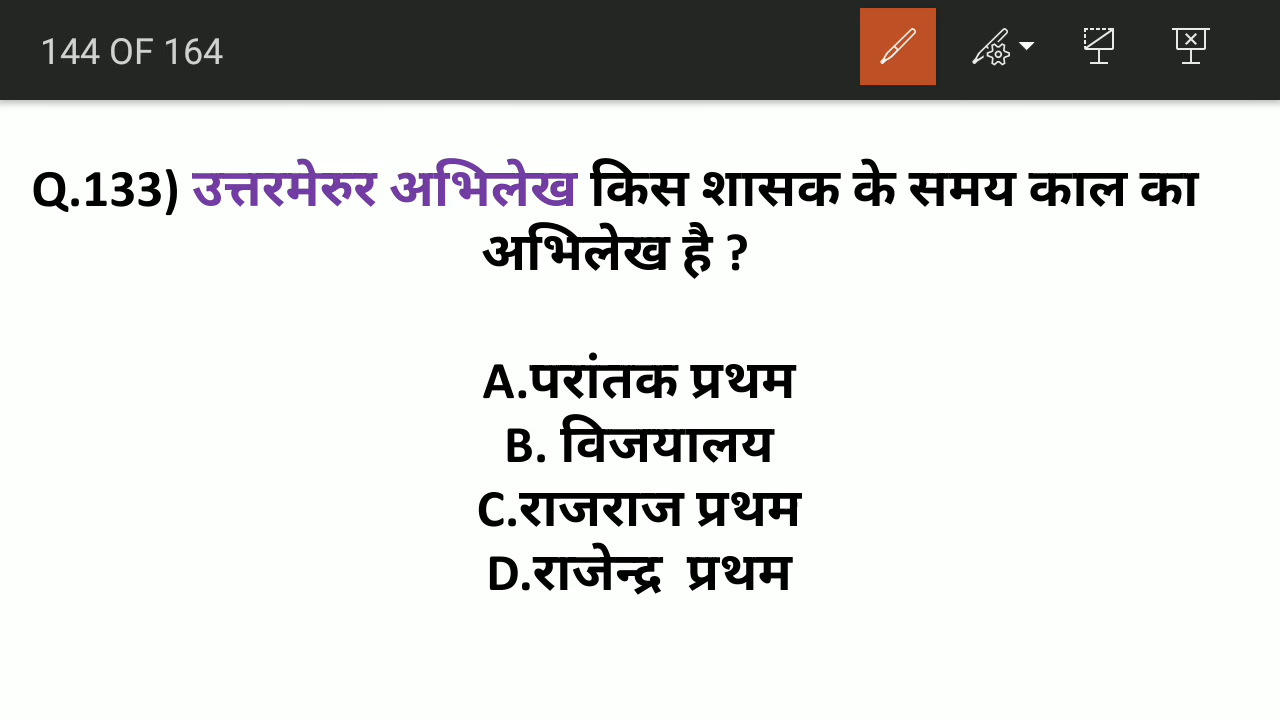 144 OF 164
Q.133) उत्तरमेरुर अभिलेख किस शासक के समय काल का
अभिलेख है ?
A.परांतक प्रथम
B. विजयालय
C.राजराज प्रथम
D.राजेन्द्र  प्रथम